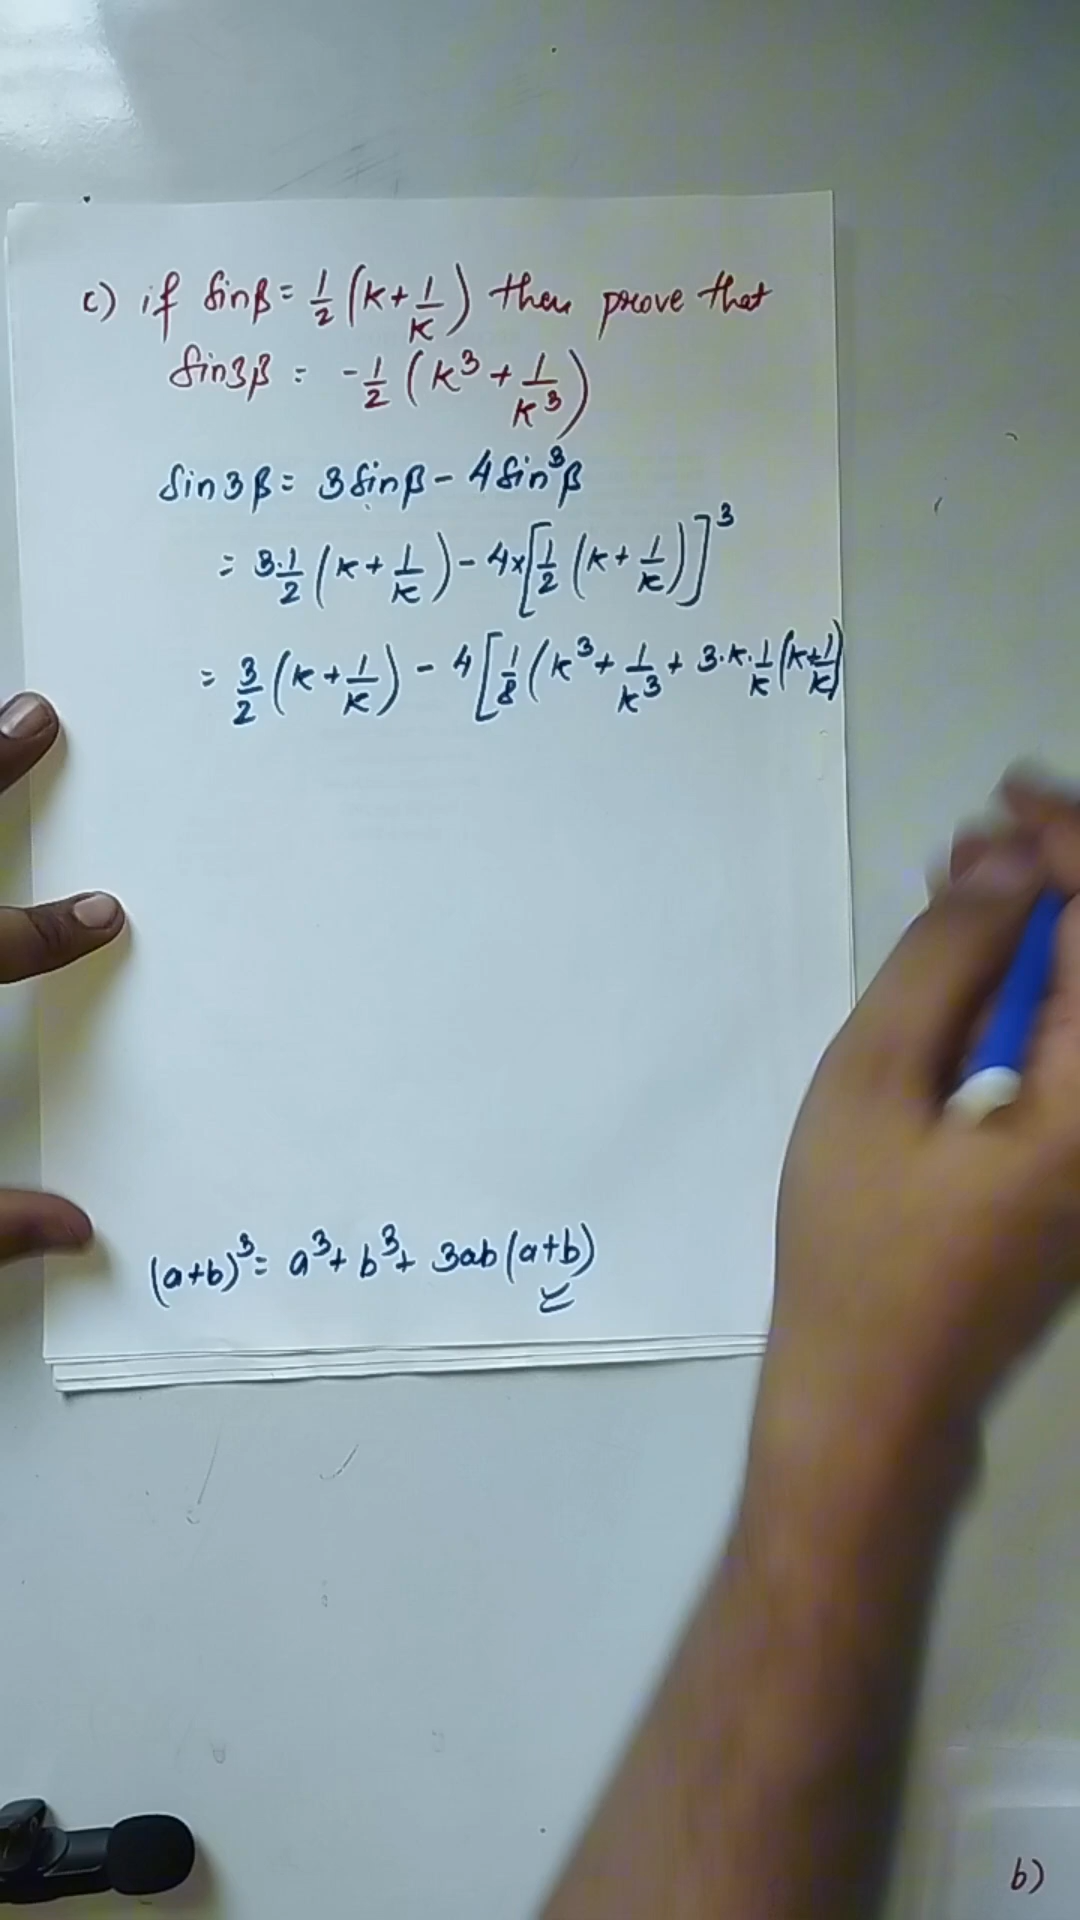 c) if sinβ = 1/2 (K + 1/K) then prove that
sin3β = -1/2 (K³ + 1/K³)
sin3β = 3sinβ - 4sin³β
= 3·1/2 (K + 1/K) - 4×[1/2 (K + 1/K)]³
= 3/2 (K + 1/K) - 4[1/8 (K³ + 1/K³ + 3·K·1/K (K+1/K)
(a+b)³ = a³ + b³ + 3ab(a+b)
b)